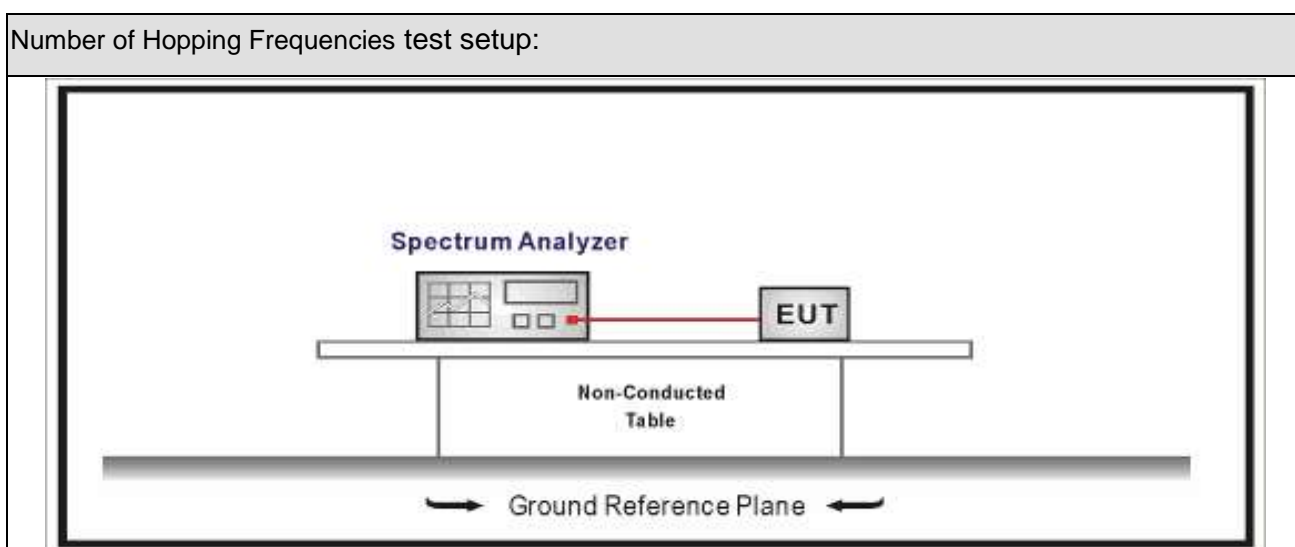 Number of Hopping Frequencies test setup:
Spectrum Analyzer
EUT
Non-Conducted
Table
Ground Reference Plane